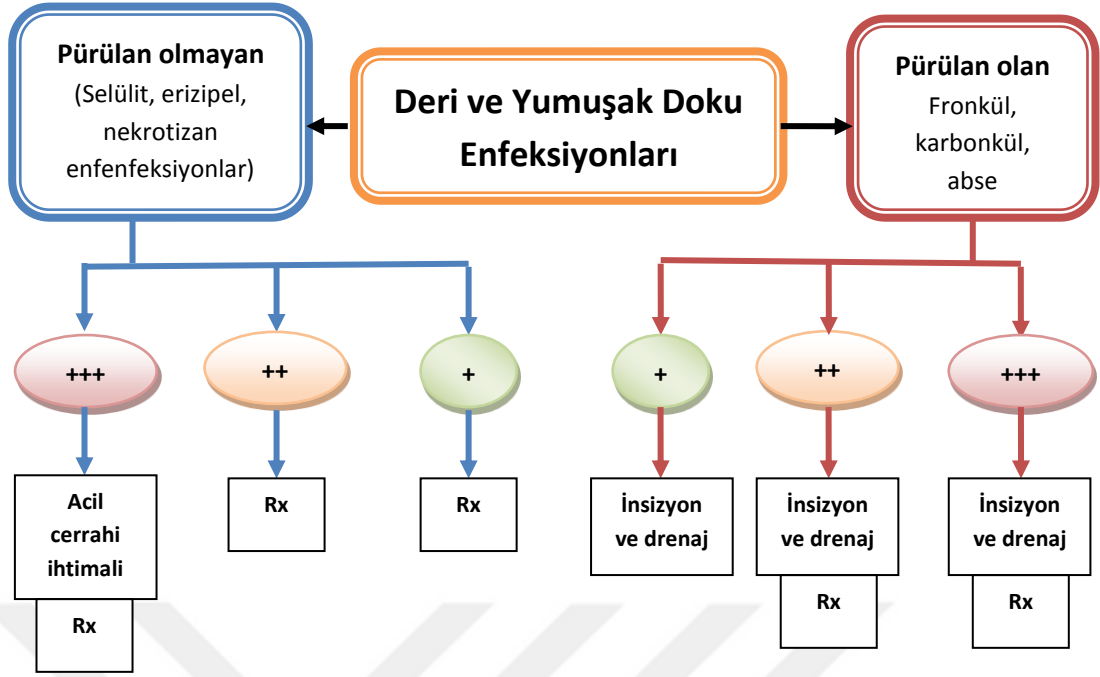 Pürülan olmayan
(Selülit, erizipel,
nekrotizan
enfenfeksiyonlar)
Deri ve Yumuşak Doku
Enfeksiyonları
Pürülan olan
Fronkül,
karbonkül,
abse
+++
++
+
+
++
+++
Acil
cerrahi
ihtimali
Rx
Rx
Rx
İnsizyon
ve drenaj
İnsizyon
ve drenaj
Rx
İnsizyon
ve drenaj
Rx